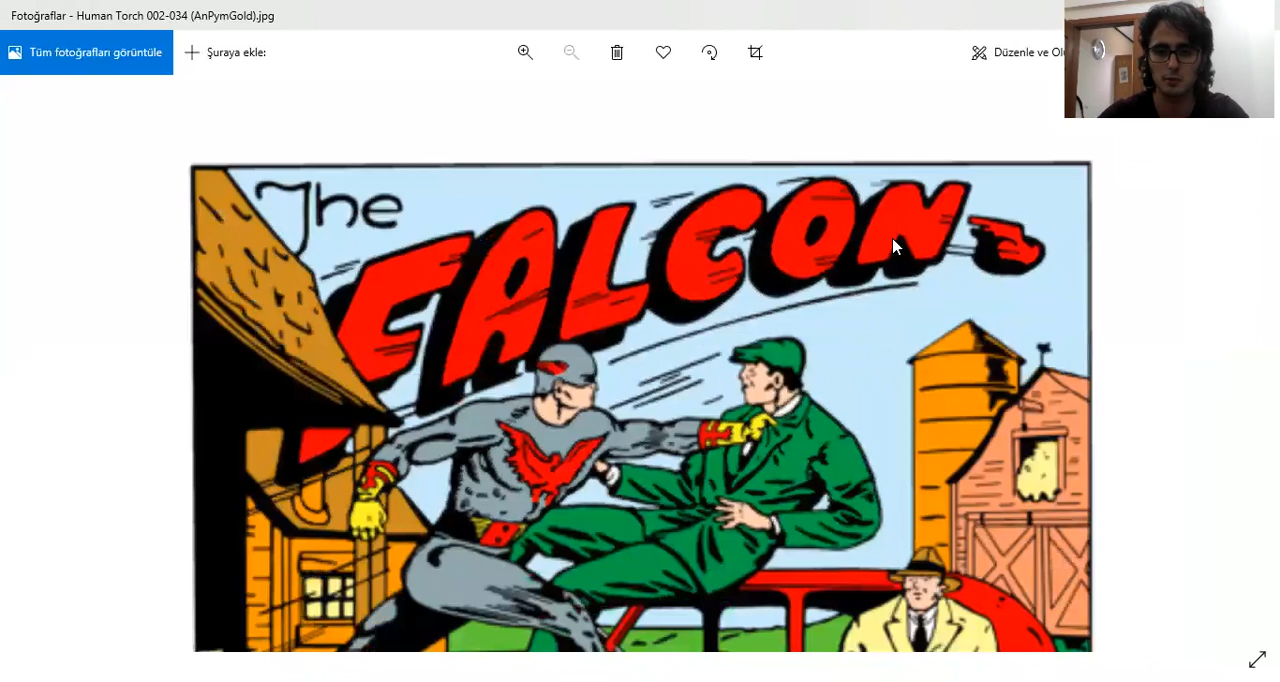 Fotoğraflar - Human Torch 002-034 (AnPymGold).jpg
Tüm fotoğrafları görüntüle
Şuraya ekle:
Düzenle ve Ol
The
FALCON